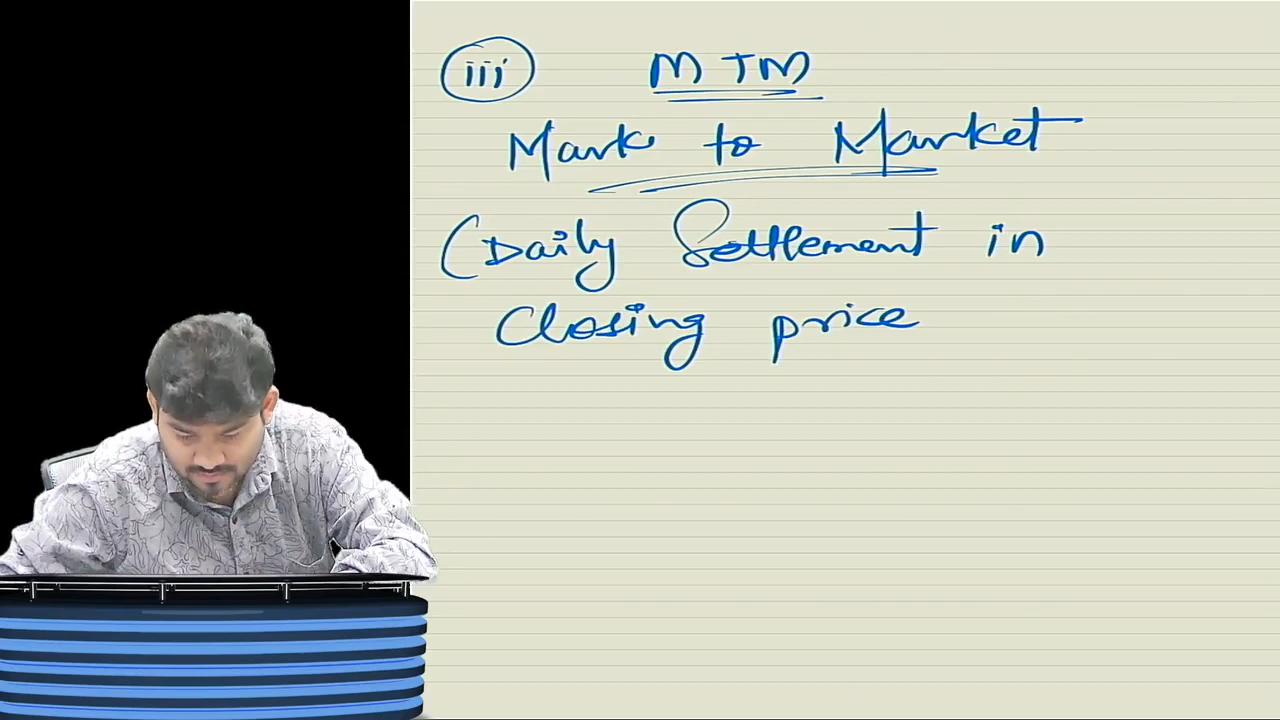 iii MTM
Mark to Market
(Daily Settlement in
Closing price